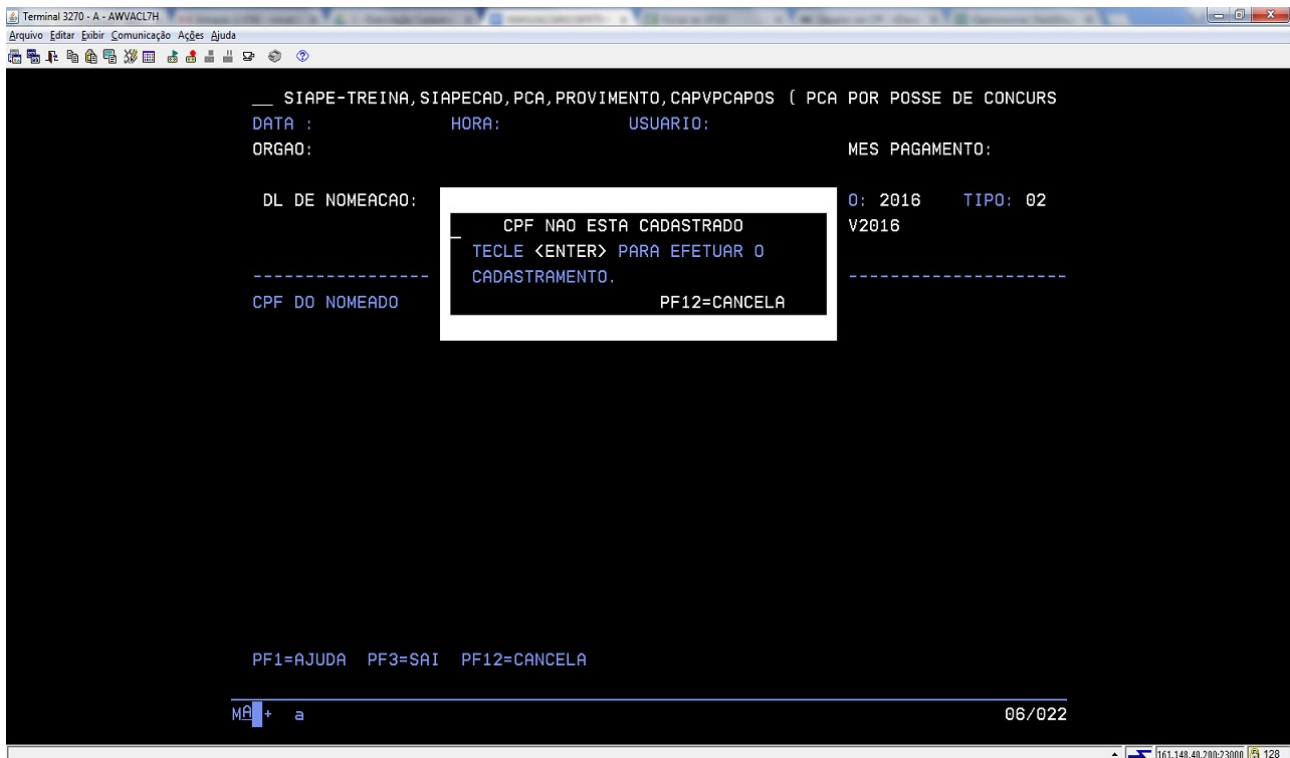 Terminal 3270 - A - AWVACL7H
Arquivo Editar Exibir Comunicação Ações Ajuda
__ SIAPE-TREINA,SIAPECAD,PCA,PROVIMENTO,CAPVPCAPOS ( PCA POR POSSE DE CONCURS
DATA : HORA: USUARIO:
ORGAO: MES PAGAMENTO:
DL DE NOMEACAO: O: 2016 TIPO: 02
CPF NAO ESTA CADASTRADO V2016
_ TECLE <ENTER> PARA EFETUAR O
----------------- CADASTRAMENTO. ---------------------
CPF DO NOMEADO PF12=CANCELA
PF1=AJUDA PF3=SAI PF12=CANCELA
MA + a 06/022
161.148.40.200:23000 128